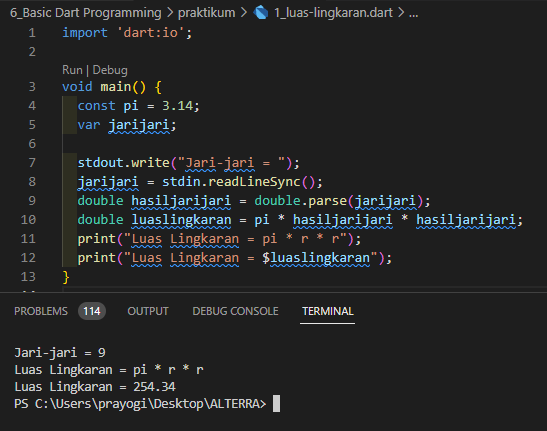 6_Basic Dart Programming > praktikum > 1_luas-lingkaran.dart > ...
1 import 'dart:io';
2
Run | Debug
3 void main() {
4 const pi = 3.14;
5 var jarijari;
6
7 stdout.write("Jari-jari = ");
8 jarijari = stdin.readLineSync();
9 double hasiljarijari = double.parse(jarijari);
10 double luaslingkaran = pi * hasiljarijari * hasiljarijari;
11 print("Luas Lingkaran = pi * r * r");
12 print("Luas Lingkaran = $luaslingkaran");
13 }
PROBLEMS 114 OUTPUT DEBUG CONSOLE TERMINAL
Jari-jari = 9
Luas Lingkaran = pi * r * r
Luas Lingkaran = 254.34
PS C:\Users\prayogi\Desktop\ALTERRA>